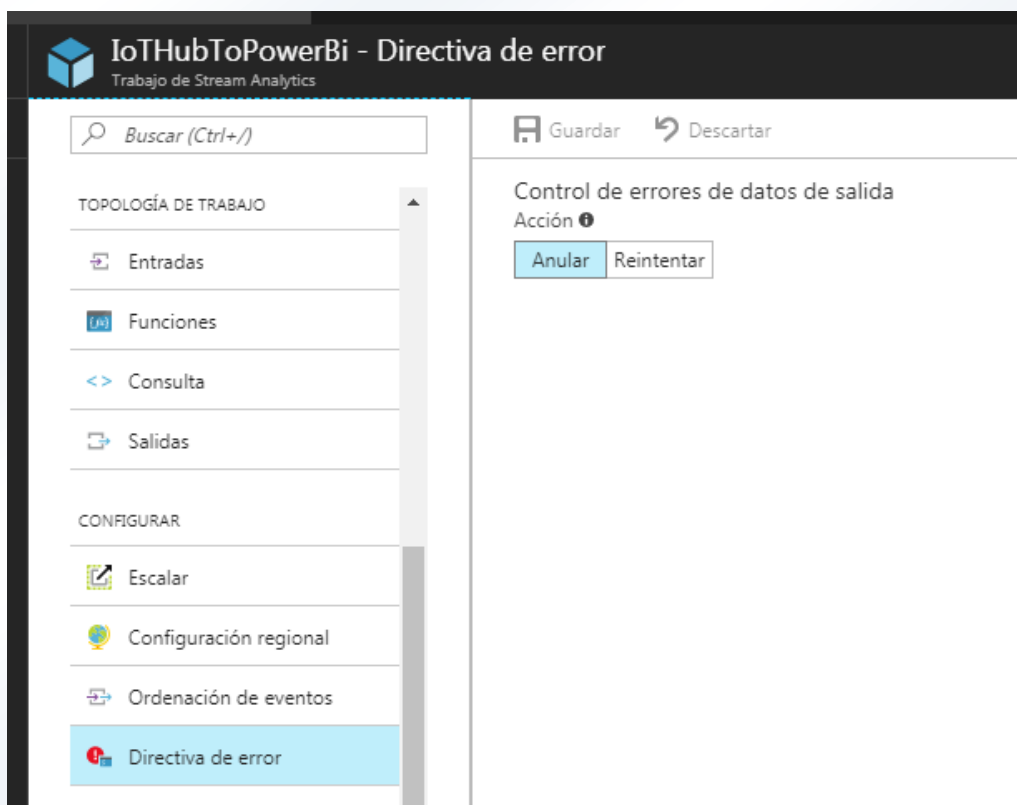 IoTHubToPowerBi - Directiva de error
Trabajo de Stream Analytics
Buscar (Ctrl+/)
TOPOLOGÍA DE TRABAJO
Entradas
Funciones
Consulta
Salidas
CONFIGURAR
Escalar
Configuración regional
Ordenación de eventos
Directiva de error
Guardar Descartar
Control de errores de datos de salida
Acción
Anular Reintentar